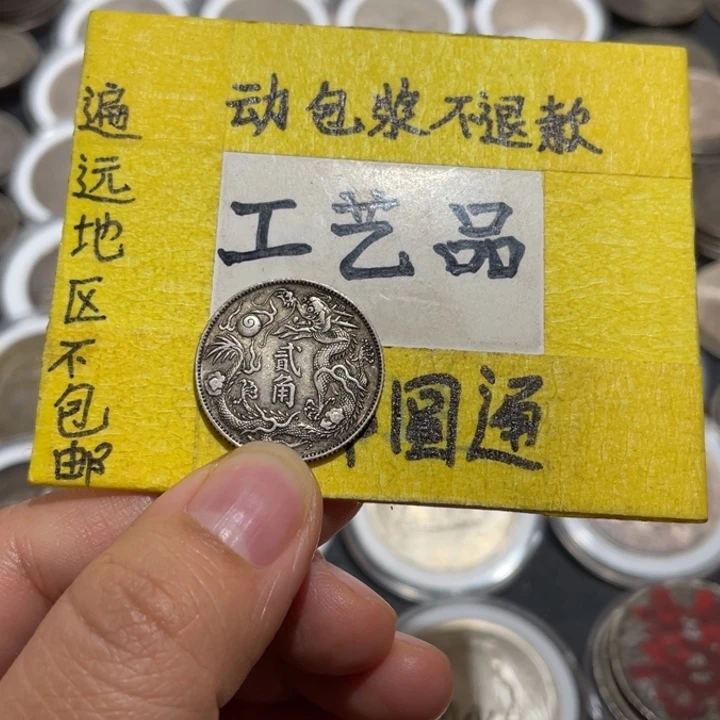 动包浆不退款
遍远地区不包邮
工艺品
贰角
圆通